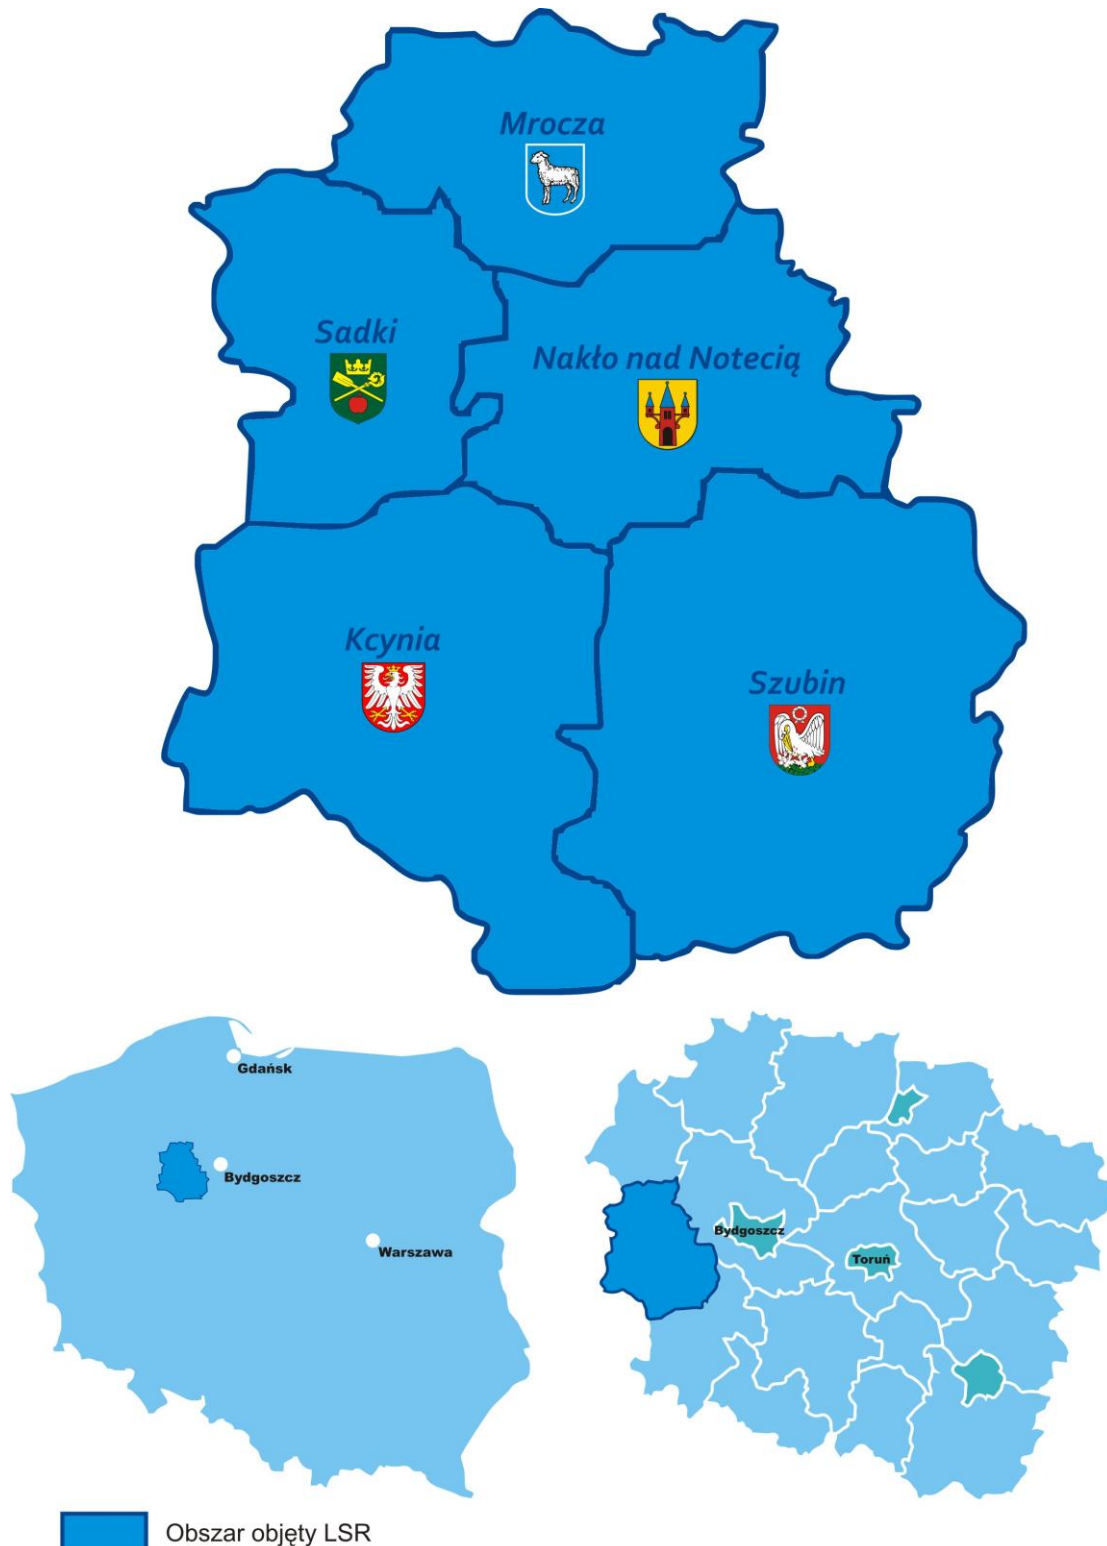 Mrocza
Sadki
Nakło nad Notecią
Kcynia
Szubin
Gdańsk
Bydgoszcz
Warszawa
Bydgoszcz
Toruń
Obszar objęty LSR